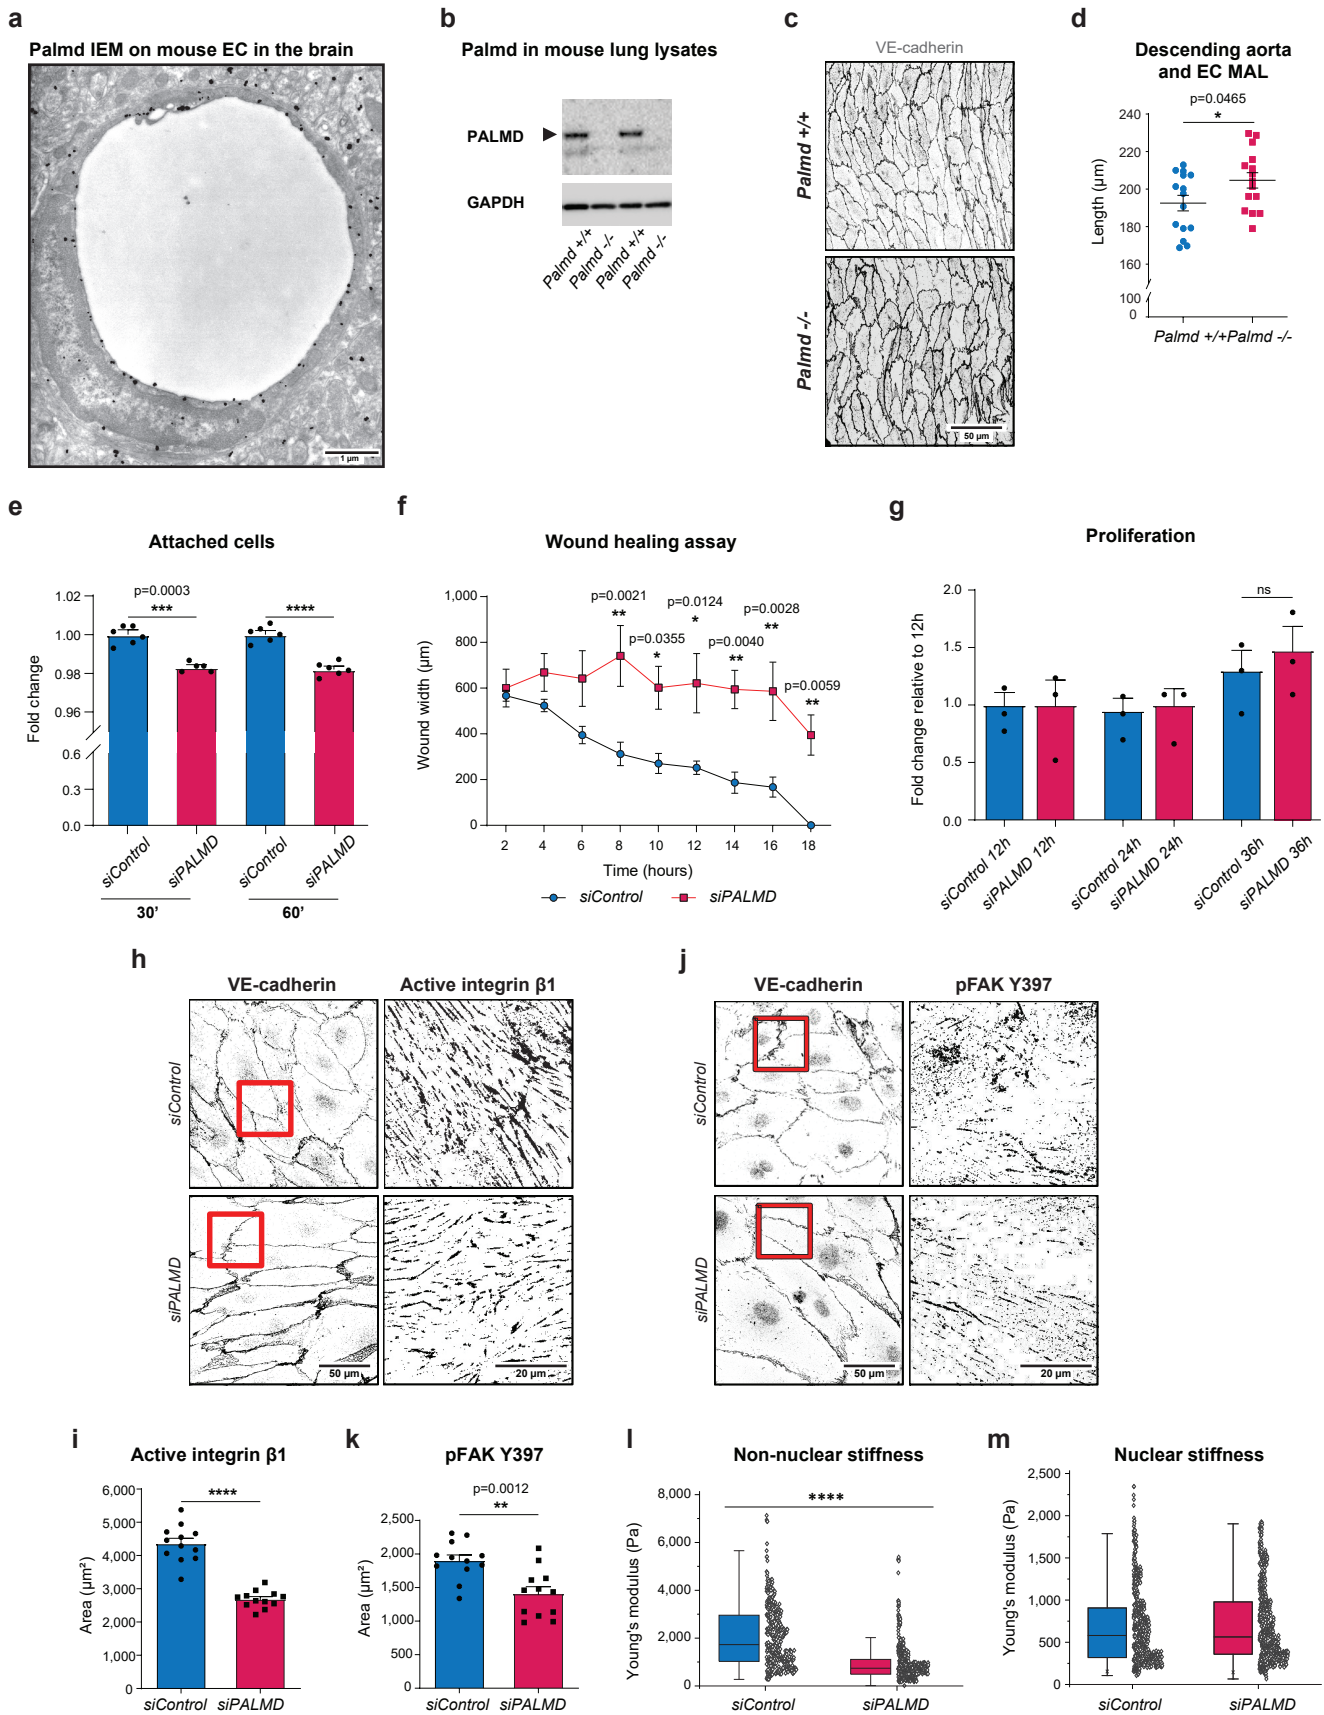 a
Palmd IEM on mouse EC in the brain
1 µm
b
Palmd in mouse lung lysates
PALMD
GAPDH
Palmd +/+
Palmd -/-
Palmd +/+
Palmd -/-
c
VE-cadherin
Palmd +/+
Palmd -/-
50 µm
d
Descending aorta
and EC MAL
p=0.0465
*
Length (µm)
240
220
200
180
160
100
0
Palmd +/+Palmd -/-
e
Attached cells
p=0.0003
***
****
Fold change
1.02
1.00
0.98
0.96
0.6
0.3
0.0
siControl
siPALMD
siControl
siPALMD
30'
60'
f
Wound healing assay
Wound width (µm)
1,000
800
600
400
200
0
p=0.0021
**
p=0.0355
*
p=0.0124
*
p=0.0040
**
p=0.0028
**
p=0.0059
**
2 4 6 8 10 12 14 16 18
Time (hours)
siControl siPALMD
g
Proliferation
Fold change relative to 12h
2.0
1.5
1.0
0.5
0.0
ns
siControl 12h
siPALMD 12h
siControl 24h
siPALMD 24h
siControl 36h
siPALMD 36h
h
VE-cadherin Active integrin β1
siControl
siPALMD
50 µm
20 µm
j
VE-cadherin pFAK Y397
siControl
siPALMD
50 µm
20 µm
i
Active integrin β1
****
Area (µm²)
6,000
5,000
4,000
3,000
2,000
1,000
0
siControl siPALMD
k
pFAK Y397
p=0.0012
**
Area (µm²)
2,500
2,000
1,500
1,000
500
0
siControl siPALMD
l
Non-nuclear stiffness
****
Young's modulus (Pa)
8,000
6,000
4,000
2,000
0
siControl siPALMD
m
Nuclear stiffness
Young's modulus (Pa)
2,500
2,000
1,500
1,000
500
0
siControl siPALMD